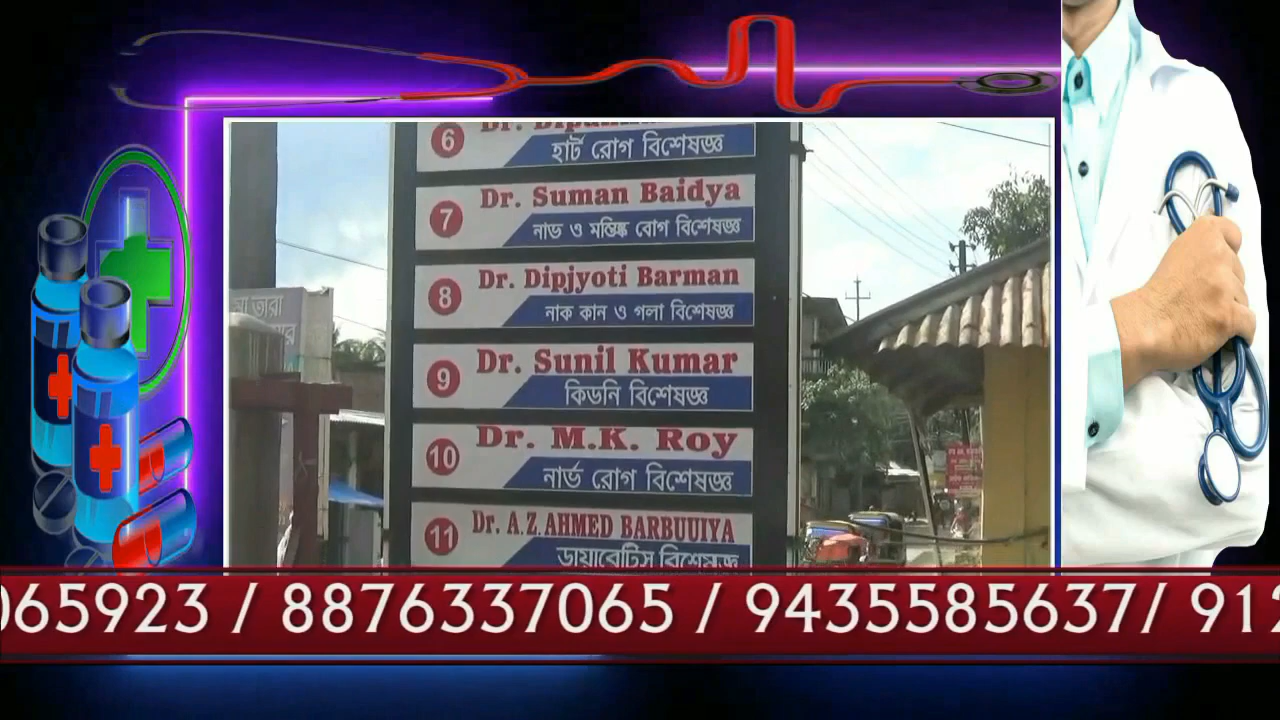 6
হার্ট রোগ বিশেষজ্ঞ
7
Dr. Suman Baidya
নাভ ও মস্তিষ্ক বোগ বিশেষজ্ঞ
8
Dr. Dipjyoti Barman
নাক কান ও গলা বিশেষজ্ঞ
9
Dr. Sunil Kumar
কিডনি বিশেষজ্ঞ
10
Dr. M.K. Roy
নার্ভ রোগ বিশেষজ্ঞ
11
Dr. A.Z AHMED BARBUUIYA
ডায়াবেটিস বিশেষজ্ঞ
মা তারা
065923 / 8876337065 / 9435585637/ 912